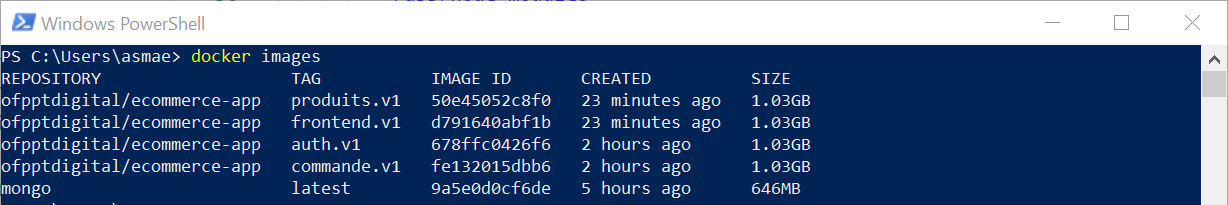 Windows PowerShell
PS C:\Users\asmae> docker images
REPOSITORY TAG IMAGE ID CREATED SIZE
ofpptdigital/ecommerce-app produits.v1 50e45052c8f0 23 minutes ago 1.03GB
ofpptdigital/ecommerce-app frontend.v1 d791640abf1b 23 minutes ago 1.03GB
ofpptdigital/ecommerce-app auth.v1 678ffc0426f6 2 hours ago 1.03GB
ofpptdigital/ecommerce-app commande.v1 fe132015dbb6 2 hours ago 1.03GB
mongo latest 9a5e0d0cf6de 5 hours ago 646MB